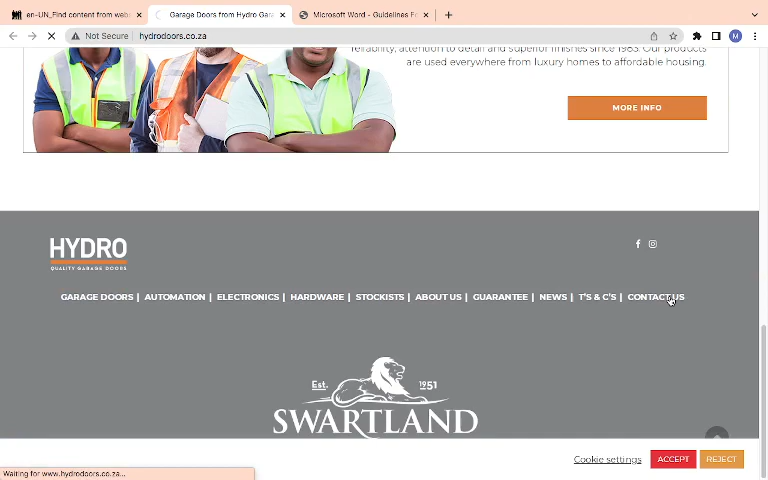 en-UN_Find content from web
Garage Doors from Hydro Gar
Microsoft Word - Guidelines F
Not Secure
hydrodoors.co.za
M
reliability, attention to detail and superior finishes since 1983. Our products
are used everywhere from luxury homes to affordable housing.
MORE INFO
HYDRO
QUALITY GARAGE DOORS
GARAGE DOORS | AUTOMATION | ELECTRONICS | HARDWARE | STOCKISTS | ABOUT US | GUARANTEE | NEWS | T'S & C'S | CONTACT US
Est. 1951
SWARTLAND
Cookie settings
ACCEPT
REJECT
Waiting for www.hydrodoors.co.za...